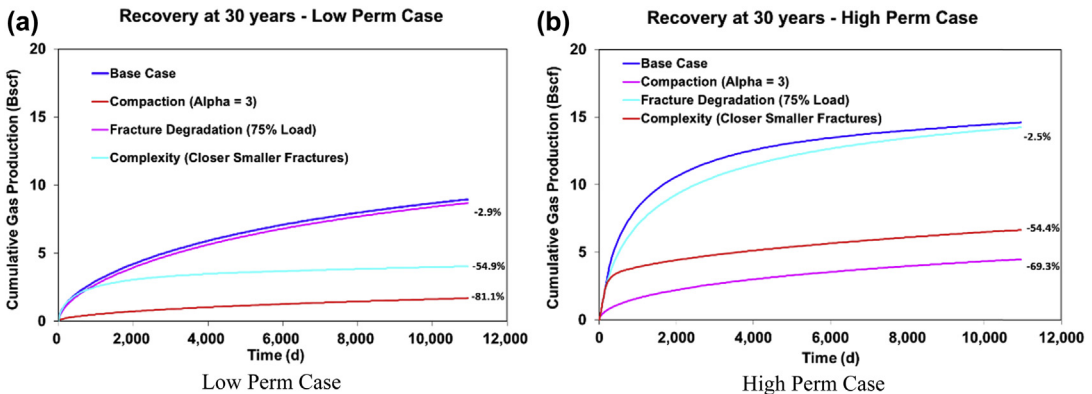 (a)
Recovery at 30 years - Low Perm Case
Cumulative Gas Production (Bscf)
20
15
10
5
0
Base Case
Compaction (Alpha = 3)
Fracture Degradation (75% Load)
Complexity (Closer Smaller Fractures)
-2.9%
-54.9%
-81.1%
0
2,000
4,000
6,000
8,000
10,000
12,000
Time (d)
Low Perm Case
(b)
Recovery at 30 years - High Perm Case
Cumulative Gas Production (Bscf)
20
15
10
5
0
Base Case
Compaction (Alpha = 3)
Fracture Degradation (75% Load)
Complexity (Closer Smaller Fractures)
-2.5%
-54.4%
-69.3%
0
2,000
4,000
6,000
8,000
10,000
12,000
Time (d)
High Perm Case